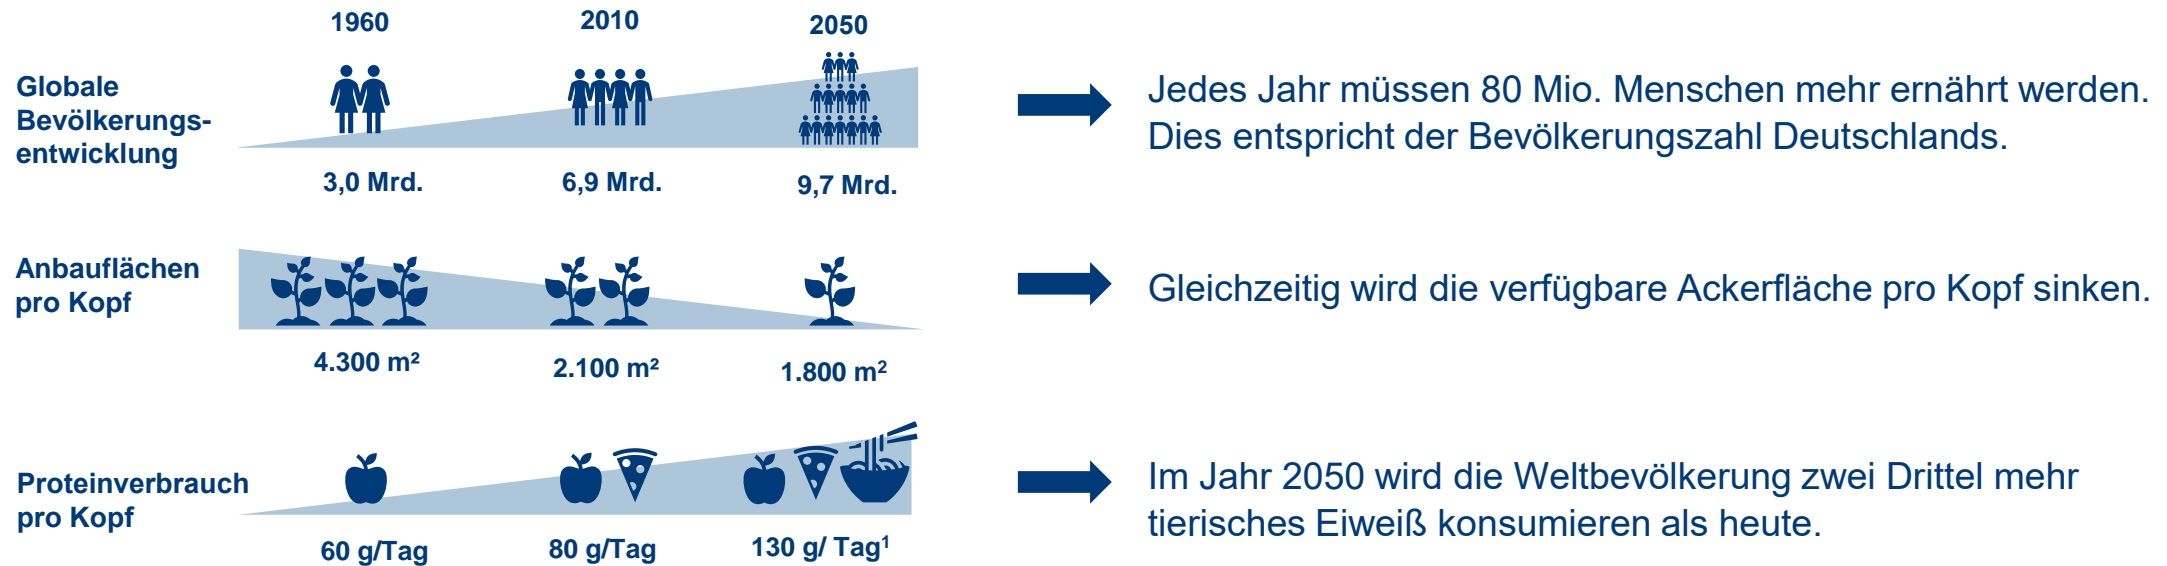 1960
2010
2050
Globale
Bevölkerungs-
entwicklung
3,0 Mrd.
6,9 Mrd.
9,7 Mrd.
Jedes Jahr müssen 80 Mio. Menschen mehr ernährt werden.
Dies entspricht der Bevölkerungszahl Deutschlands.
Anbauflächen
pro Kopf
4.300 m²
2.100 m²
1.800 m²
Gleichzeitig wird die verfügbare Ackerfläche pro Kopf sinken.
Proteinverbrauch
pro Kopf
60 g/Tag
80 g/Tag
130 g/ Tag¹
Im Jahr 2050 wird die Weltbevölkerung zwei Drittel mehr
tierisches Eiweiß konsumieren als heute.